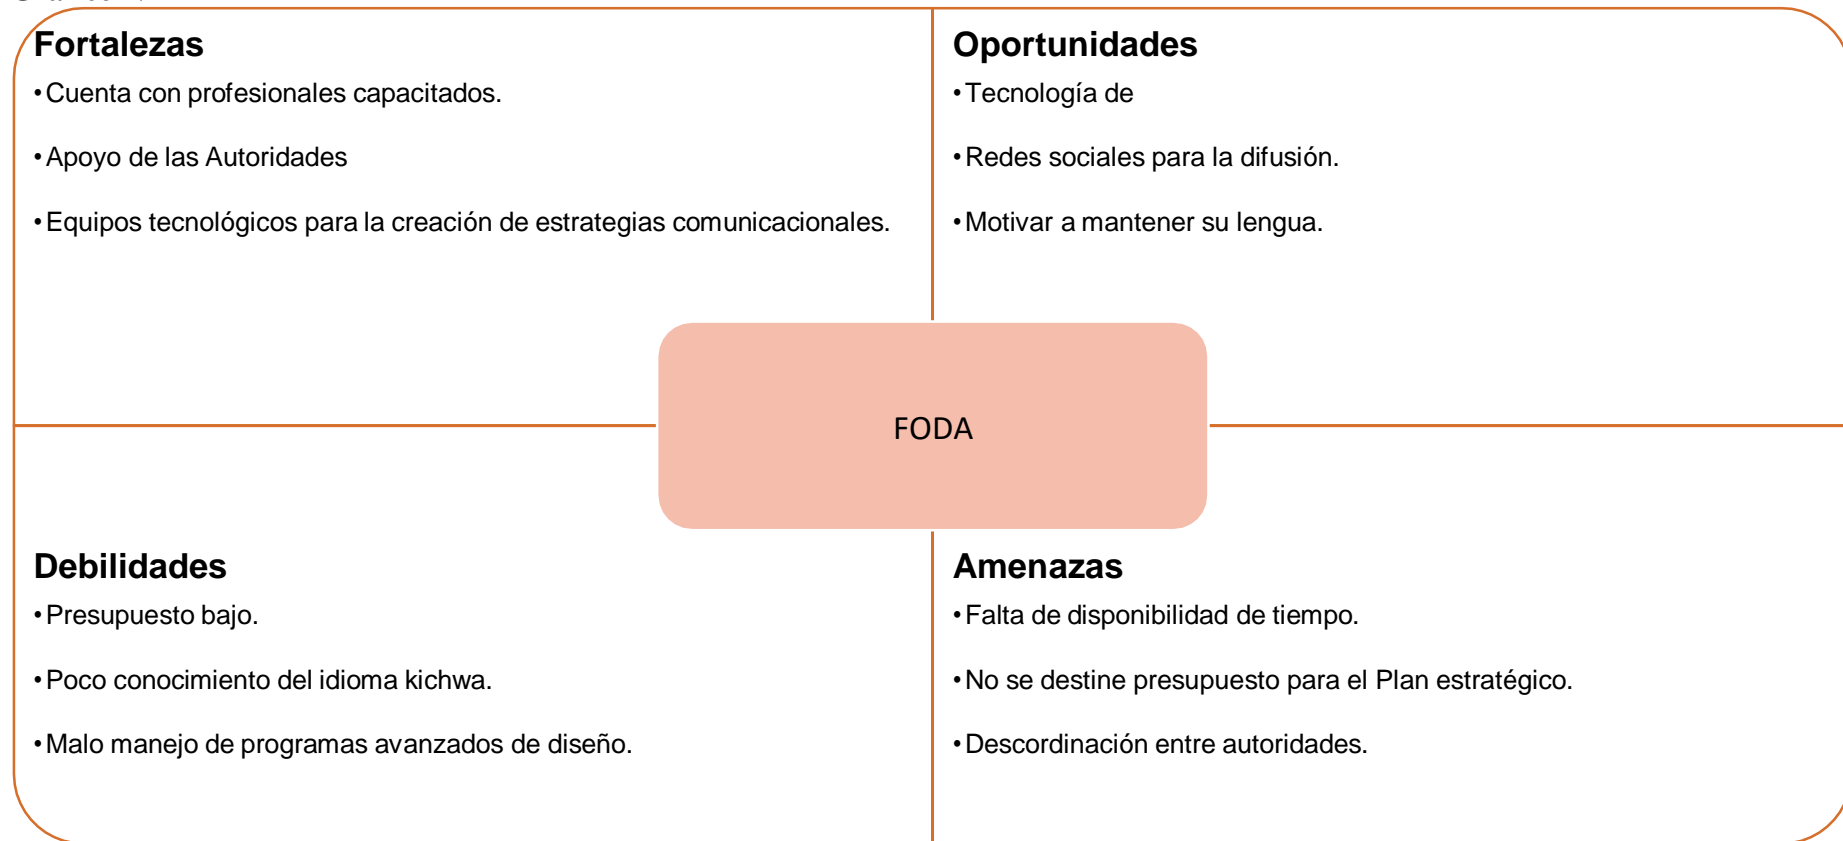 Fortalezas
• Cuenta con profesionales capacitados.
• Apoyo de las Autoridades
• Equipos tecnológicos para la creación de estrategias comunicacionales.
Oportunidades
• Tecnología de
• Redes sociales para la difusión.
• Motivar a mantener su lengua.
FODA
Debilidades
• Presupuesto bajo.
• Poco conocimiento del idioma kichwa.
• Malo manejo de programas avanzados de diseño.
Amenazas
• Falta de disponibilidad de tiempo.
• No se destine presupuesto para el Plan estratégico.
• Descordinación entre autoridades.